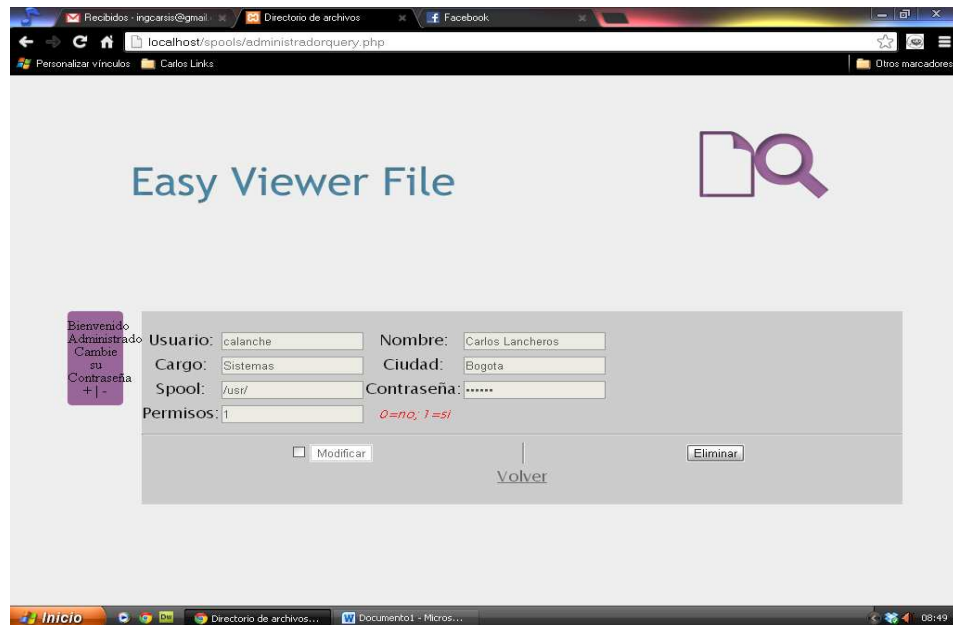 Recibidos - ingcarsis@gmail.
Directorio de archivos
Facebook
localhost/spools/administradorquery.php
Personalizar vínculos
Carlos Links
Otros marcadores
Easy Viewer File
Bienvenido
Administrado
Cambie
su
Contraseña
+ | -
Usuario: calanche Nombre: Carlos Lancheros
Cargo: Sistemas Ciudad: Bogota
Spool: /usr/ Contraseña: ••••••
Permisos: 1 0=no; 1=si
Modificar
Eliminar
Volver
Inicio
Dw
Directorio de archivos...
Documento1 - Micros...
08:49